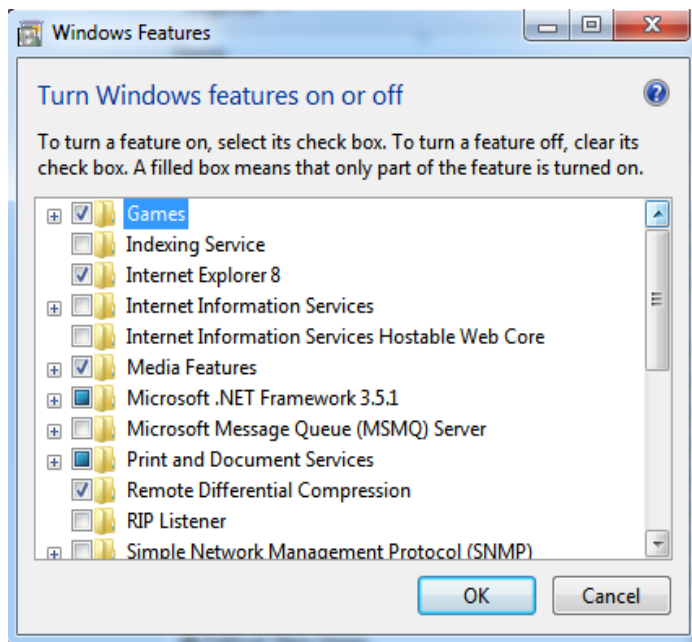 Windows Features
Turn Windows features on or off
To turn a feature on, select its check box. To turn a feature off, clear its
check box. A filled box means that only part of the feature is turned on.
Games
Indexing Service
Internet Explorer 8
Internet Information Services
Internet Information Services Hostable Web Core
Media Features
Microsoft .NET Framework 3.5.1
Microsoft Message Queue (MSMQ) Server
Print and Document Services
Remote Differential Compression
RIP Listener
Simple Network Management Protocol (SNMP)
OK Cancel